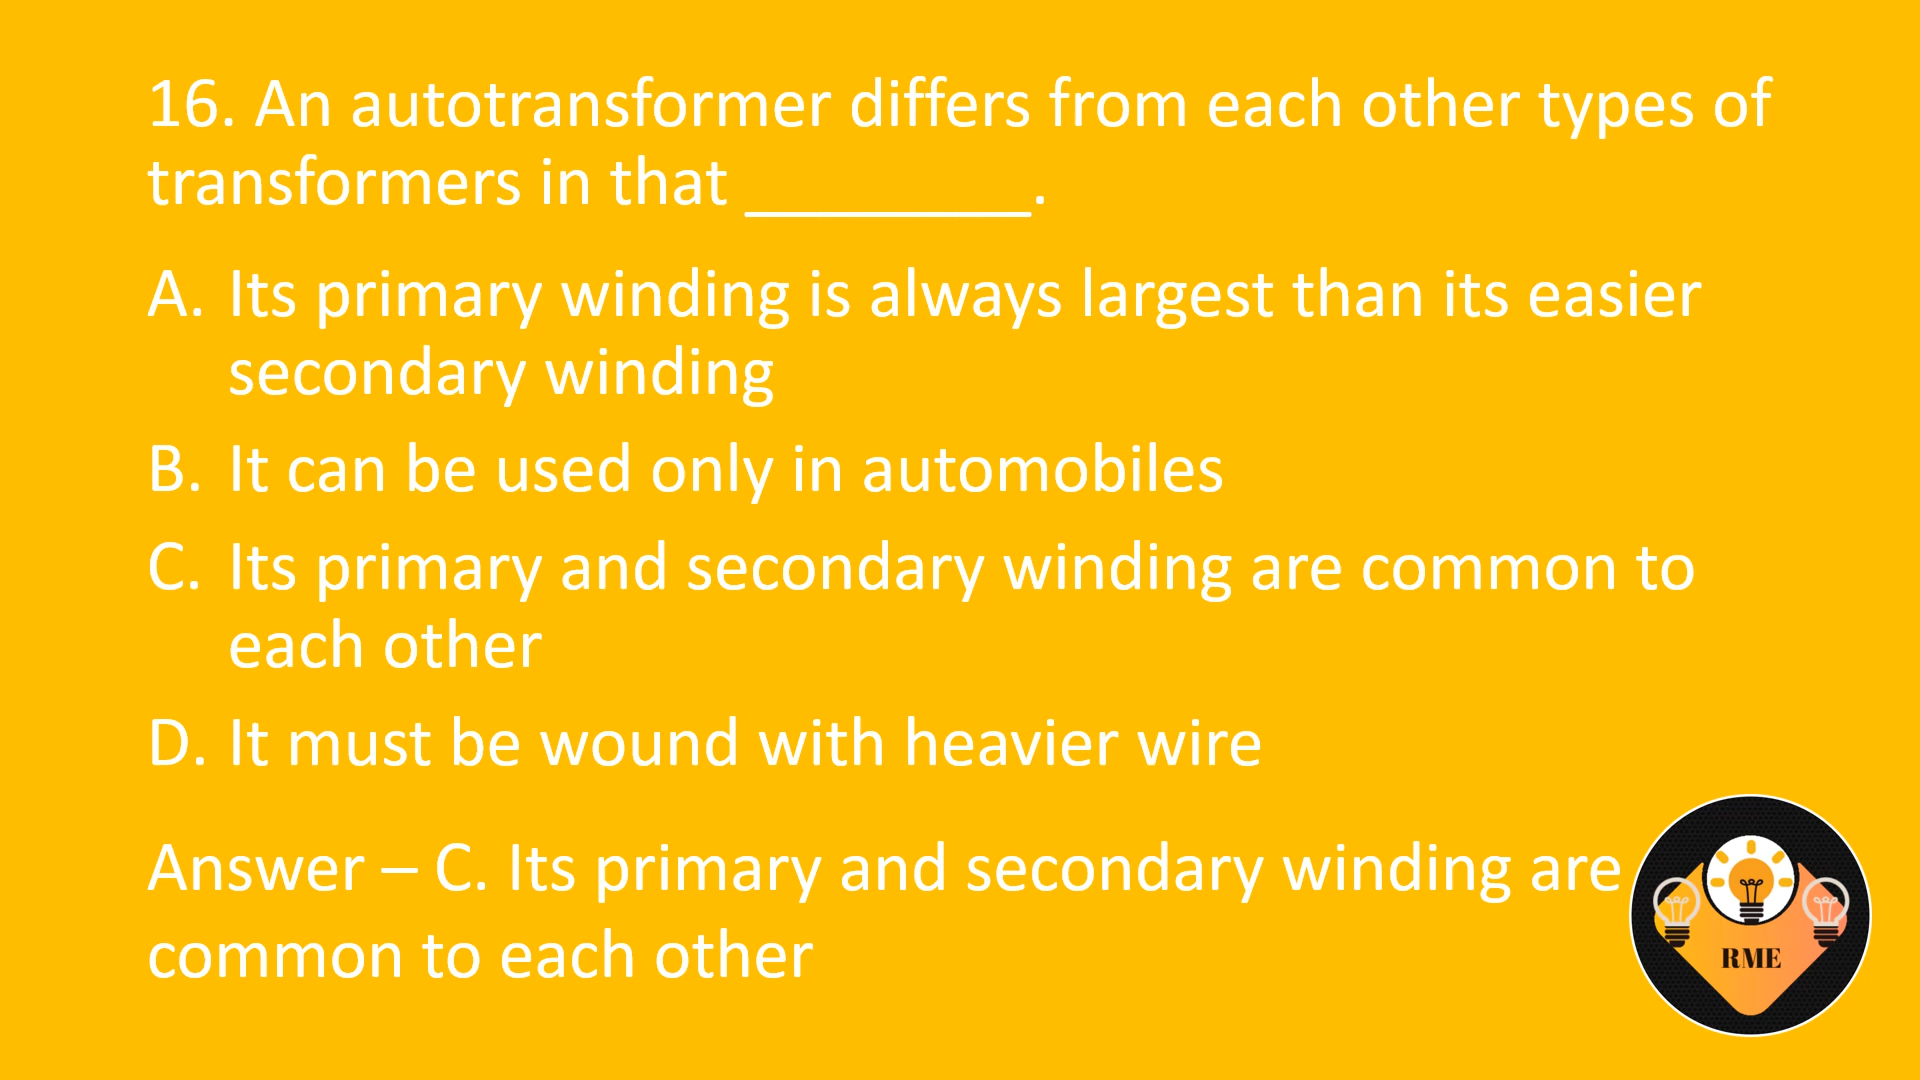 16. An autotransformer differs from each other types of
transformers in that _________.
A. Its primary winding is always largest than its easier
secondary winding
B. It can be used only in automobiles
C. Its primary and secondary winding are common to
each other
D. It must be wound with heavier wire
Answer – C. Its primary and secondary winding are
common to each other
RME